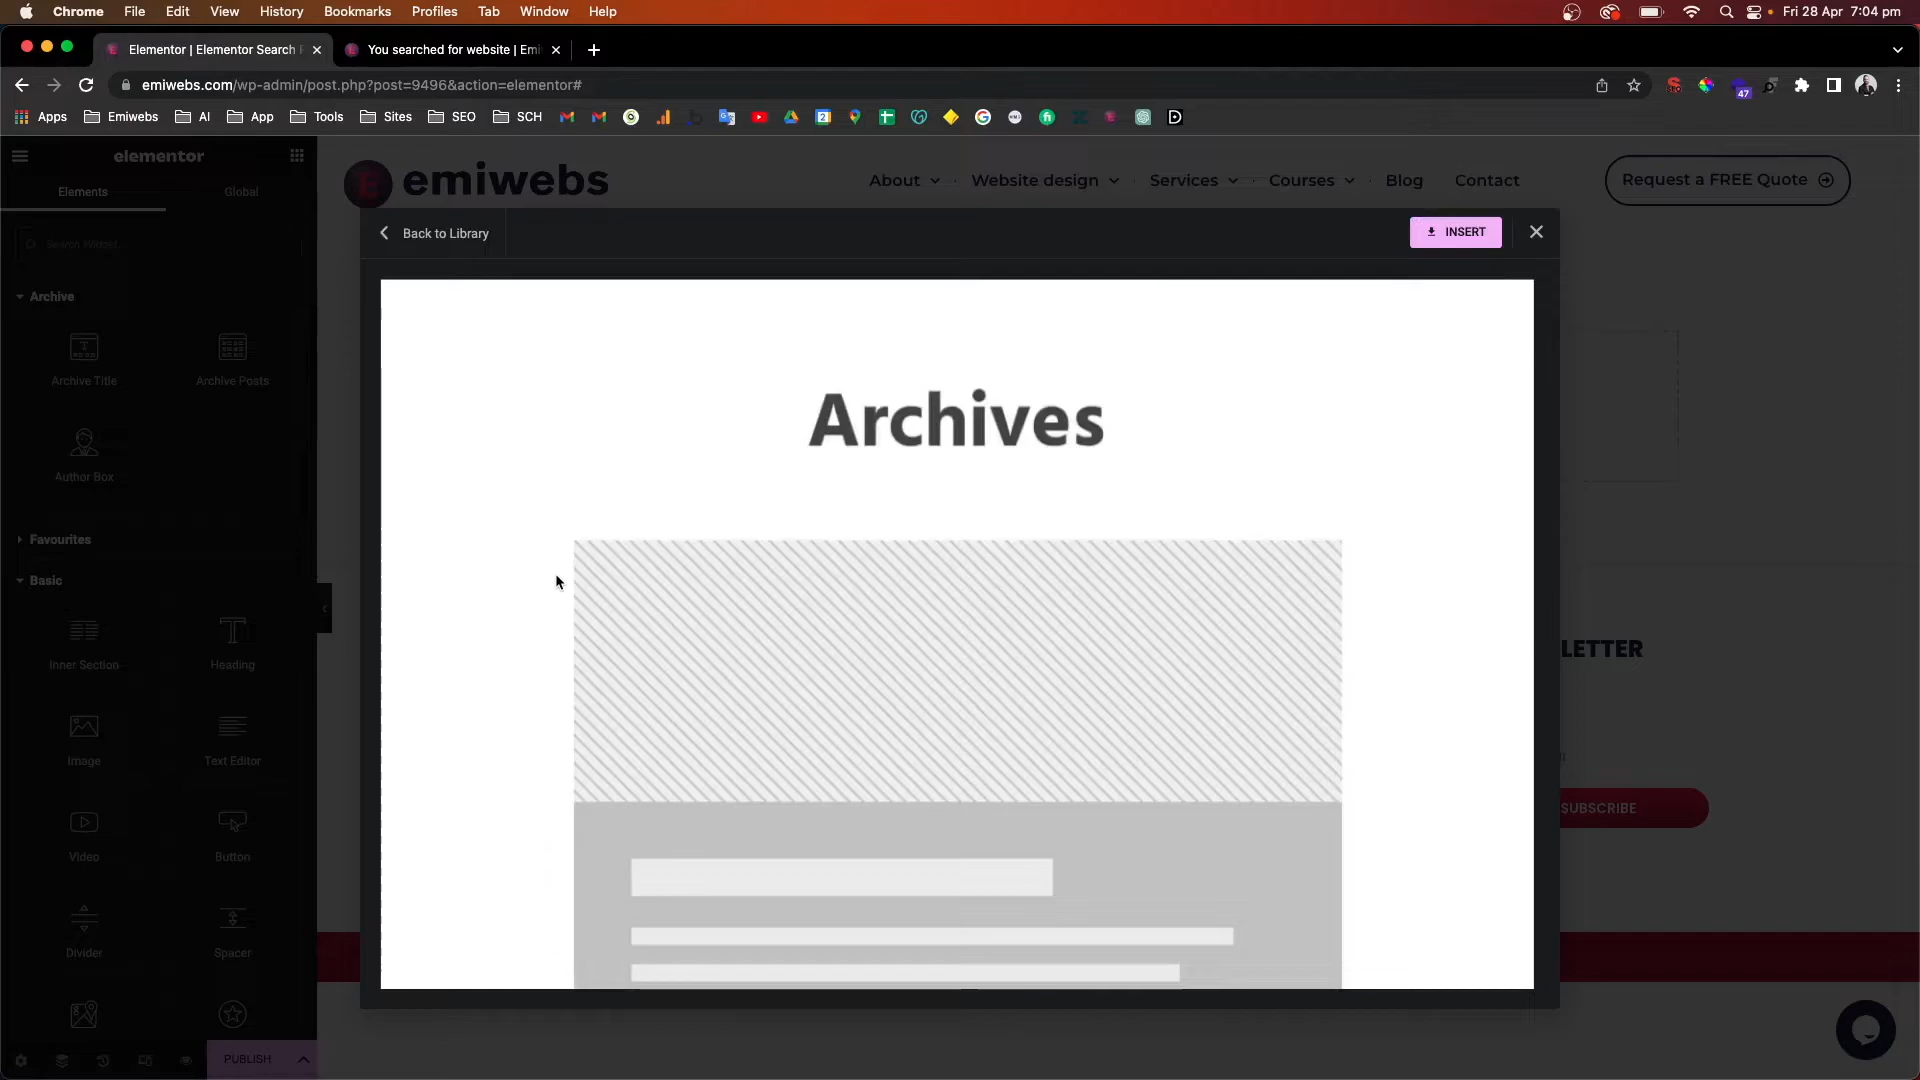 Chrome File Edit View History Bookmarks Profiles Tab Window Help Fri 28 Apr 7:04 pm
Elementor | Elementor Search You searched for website | Emi
emiwebs.com/wp-admin/post.php?post=9496&action=elementor#
47
Apps Emiwebs AI App Tools Sites SEO SCH
elementor
Elements Global
emiwebs
About Website design Services Courses Blog Contact Request a FREE Quote
Back to Library INSERT
Search Widget...
Archive
Archive Title Archive Posts
Author Box
Archives
Favourites
Basic
Inner Section Heading
Image Text Editor
Video Button
Divider Spacer
LETTER
SUBSCRIBE
PUBLISH